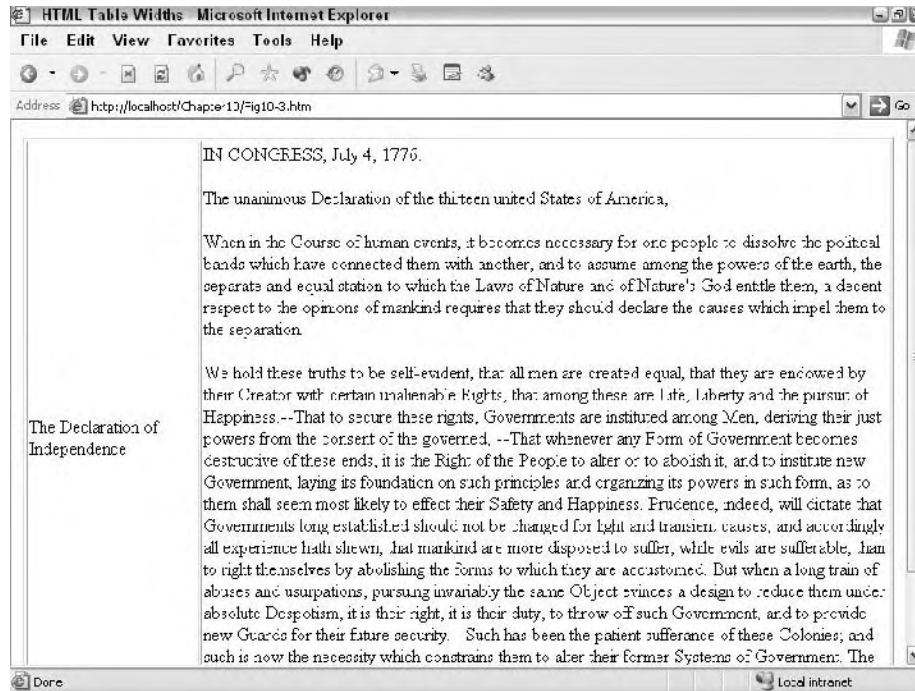 HTML Table Widths Microsoft Internet Explorer
File Edit View Favorites Tools Help
Address http://localhost/Chapter10/Fig10-3.htm Go
IN CONGRESS, July 4, 1776.
The unanimous Declaration of the thirteen united States of America,
When in the Course of human events, it becomes necessary for one people to dissolve the political
bands which have connected them with another, and to assume among the powers of the earth, the
separate and equal station to which the Laws of Nature and of Nature's God entitle them, a decent
respect to the opinions of mankind requires that they should declare the causes which impel them to
the separation.
We hold these truths to be self-evident, that all men are created equal, that they are endowed by
their Creator with certain unalienable Rights, that among these are Life, Liberty and the pursuit of
Happiness.--That to secure these rights, Governments are instituted among Men, deriving their just
The Declaration of
Independence
powers from the consent of the governed, --That whenever any Form of Government becomes
destructive of these ends, it is the Right of the People to alter or to abolish it, and to institute new
Government, laying its foundation on such principles and organizing its powers in such form, as to
them shall seem most likely to effect their Safety and Happiness. Prudence, indeed, will dictate that
Governments long established should not be changed for light and transient causes; and accordingly
all experience hath shewn, that mankind are more disposed to suffer, while evils are sufferable, than
to right themselves by abolishing the forms to which they are accustomed. But when a long train of
abuses and usurpations, pursuing invariably the same Object evinces a design to reduce them under
absolute Despotism, it is their right, it is their duty, to throw off such Government, and to provide
new Guards for their future security. Such has been the patient sufferance of these Colonies; and
such is now the necessity which constrains them to alter their former Systems of Government. The
Done Local intranet